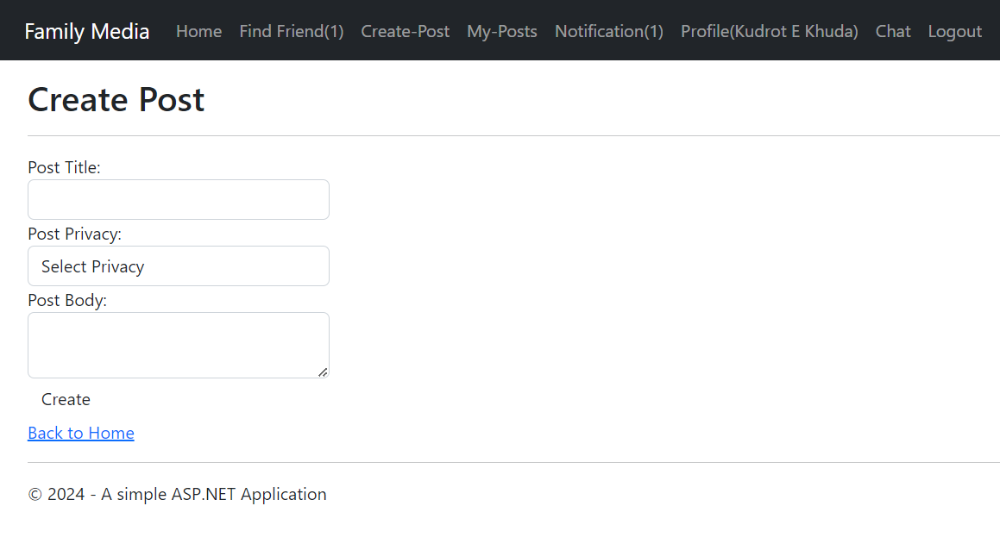 Family Media Home Find Friend(1) Create-Post My-Posts Notification(1) Profile(Kudrot E Khuda) Chat Logout
Create Post
Post Title:
Post Privacy:
Select Privacy
Post Body:
Create
Back to Home
© 2024 - A simple ASP.NET Application